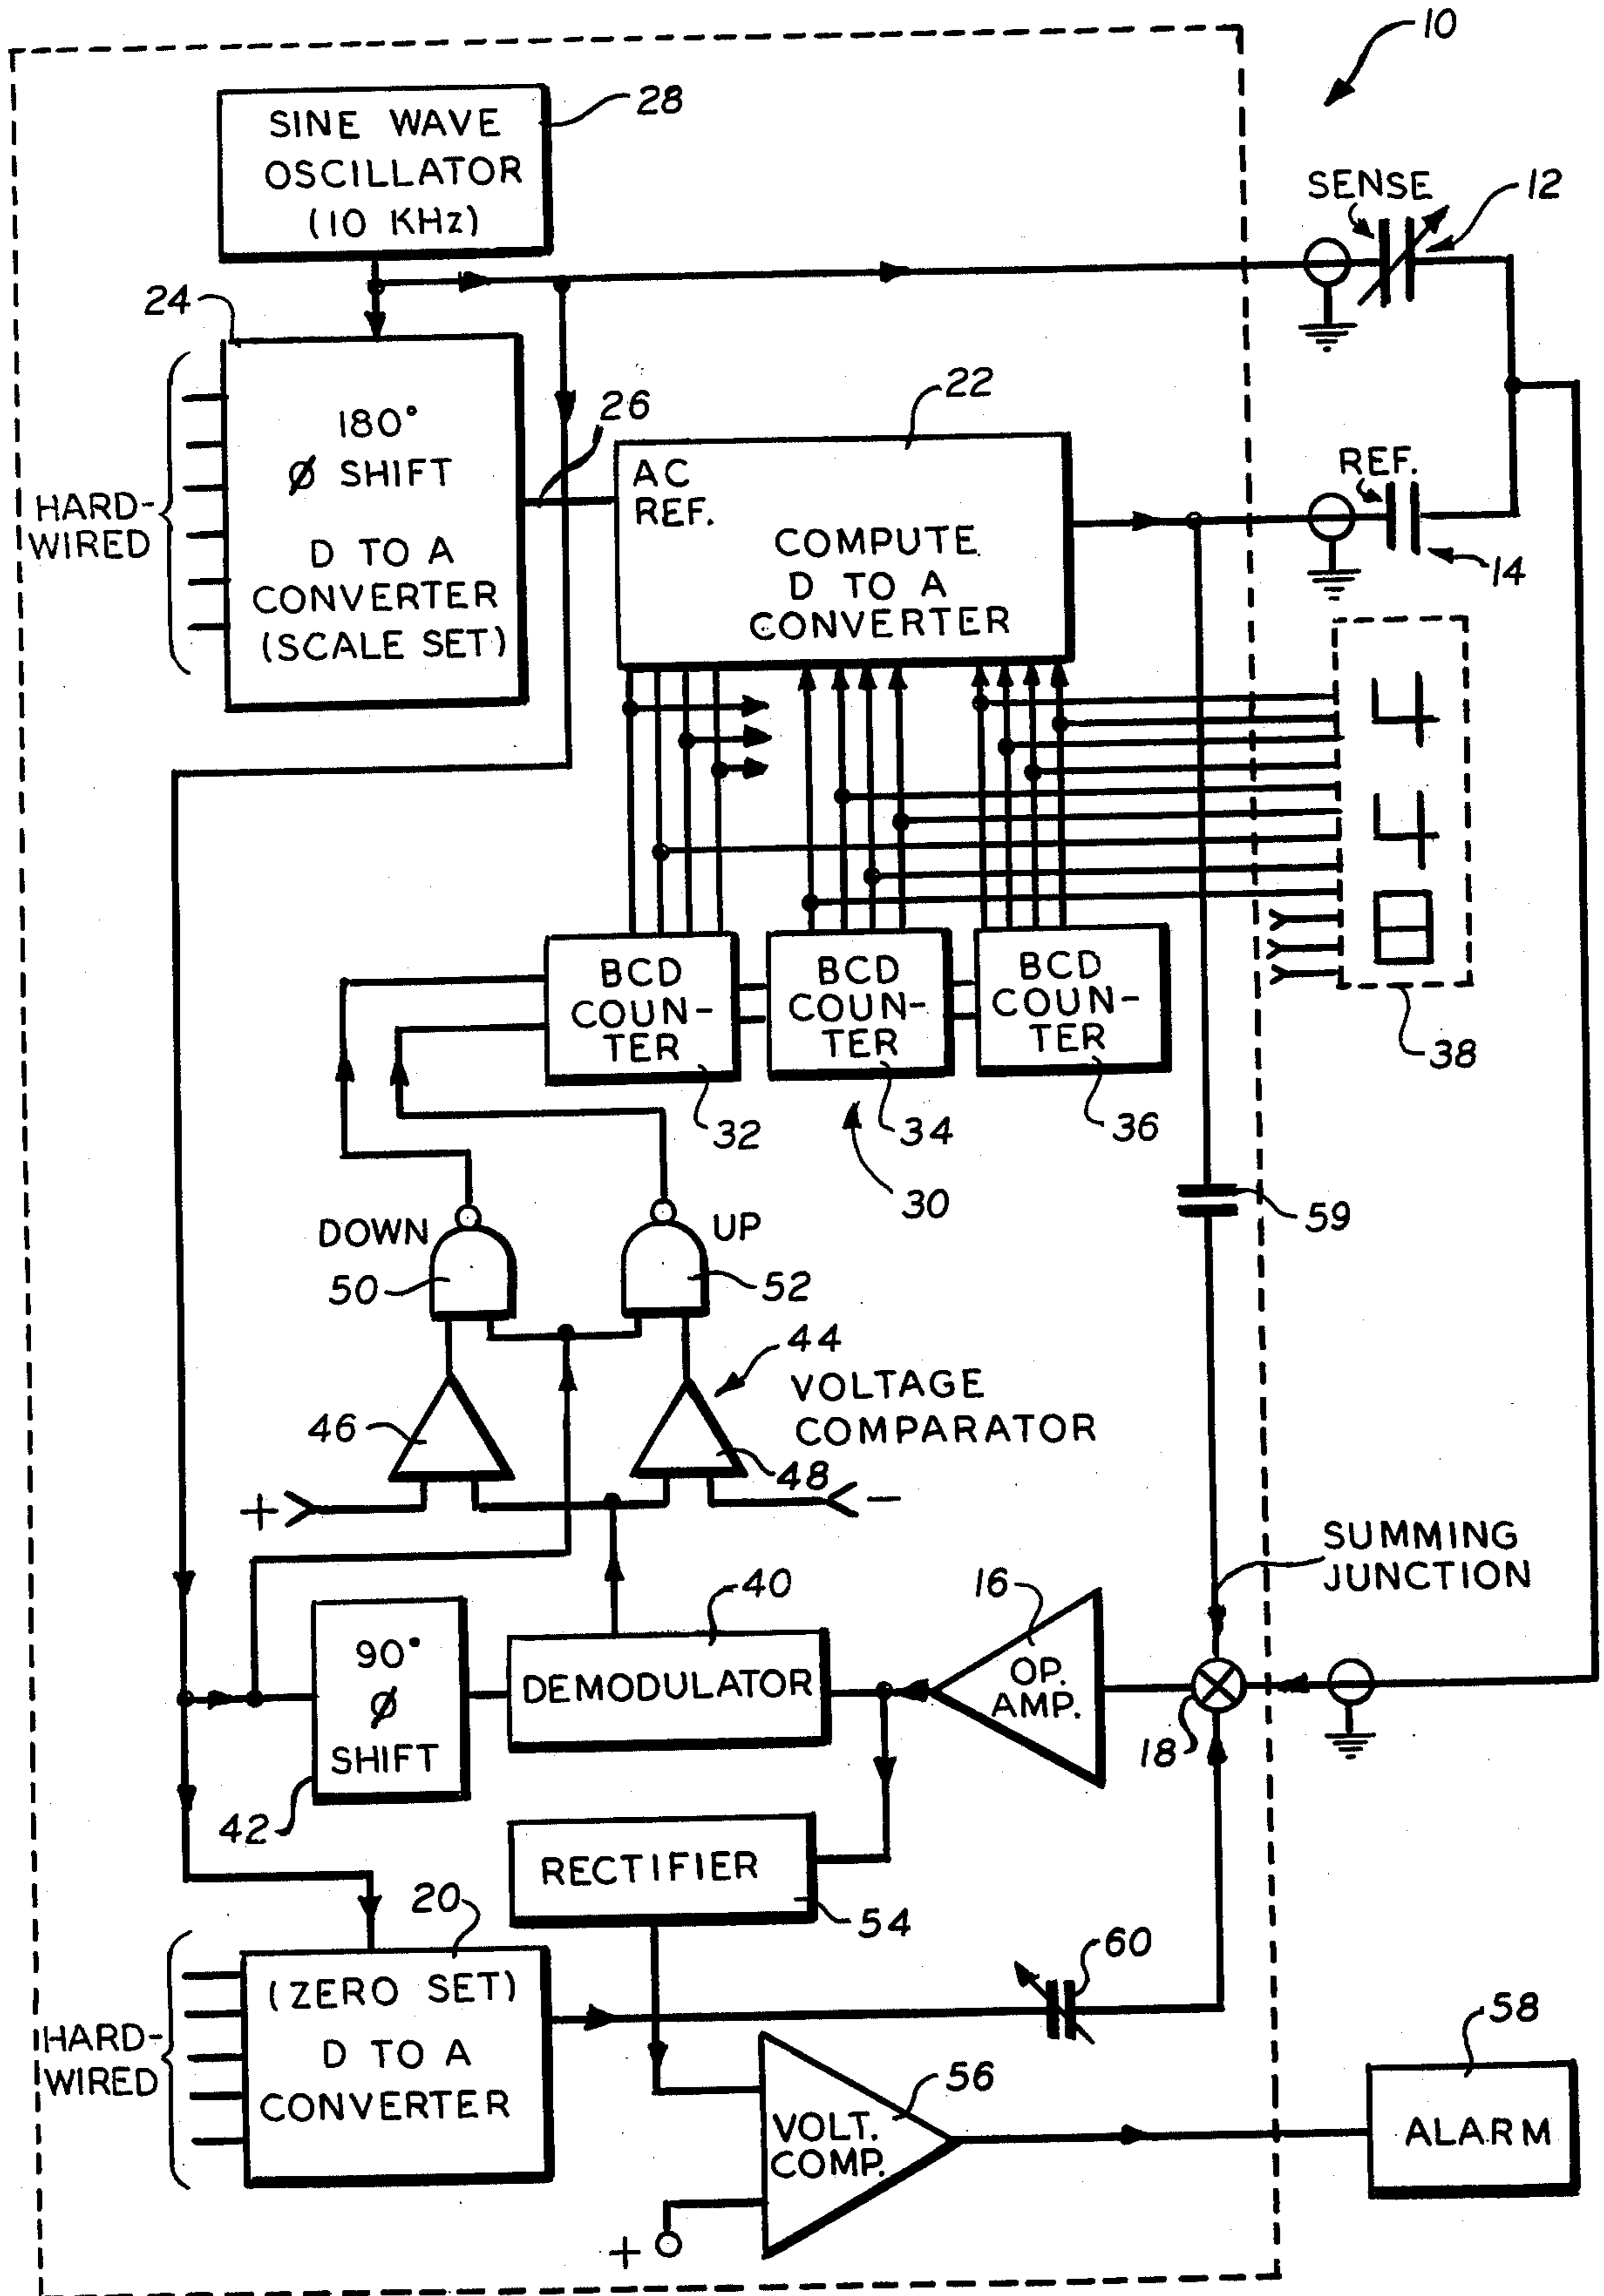 10
SINE WAVE
OSCILLATOR
(10 KHz)
28
SENSE
12
24
HARD-
WIRED
180°
Ø SHIFT
D TO A
CONVERTER
(SCALE SET)
26
22
AC
REF.
COMPUTE
D TO A
CONVERTER
REF.
14
4
4
8
38
BCD
COUN-
TER
32
BCD
COUN-
TER
34
BCD
COUN-
TER
36
30
59
DOWN
50
UP
52
44
VOLTAGE
COMPARATOR
46
48
+
−
SUMMING
JUNCTION
90°
Ø
SHIFT
42
40
DEMODULATOR
16
OP.
AMP.
18
RECTIFIER
54
20
HARD-
WIRED
(ZERO SET)
D TO A
CONVERTER
60
56
VOLT.
COMP.
+
58
ALARM